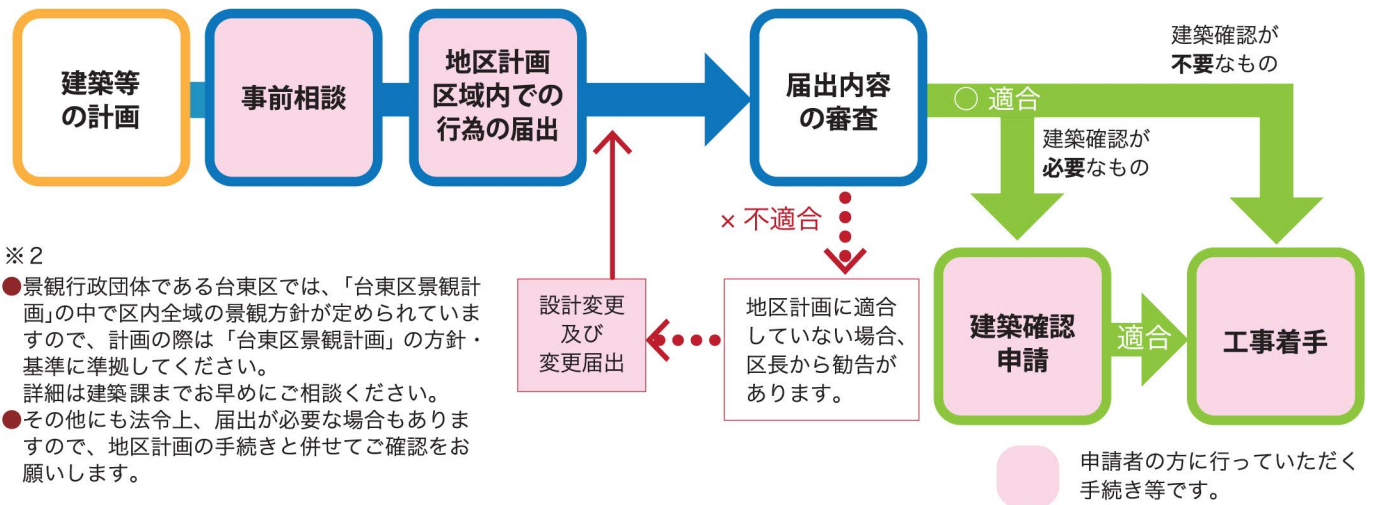 建築等
の計画
事前相談
地区計画
区域内での
行為の届出
届出内容
の審査
○ 適合
建築確認が
不要なもの
建築確認が
必要なもの
× 不適合
地区計画に適合
していない場合、
区長から勧告が
あります。
設計変更
及び
変更届出
建築確認
申請
適合
工事着手
※2
●景観行政団体である台東区では、「台東区景観計
画」の中で区内全域の景観方針が定められていま
すので、計画の際は「台東区景観計画」の方針・
基準に準拠してください。
詳細は建築課までお早めにご相談ください。
●その他にも法令上、届出が必要な場合もありま
すので、地区計画の手続きと併せてご確認をお
願いします。
申請者の方に行っていただく
手続き等です。